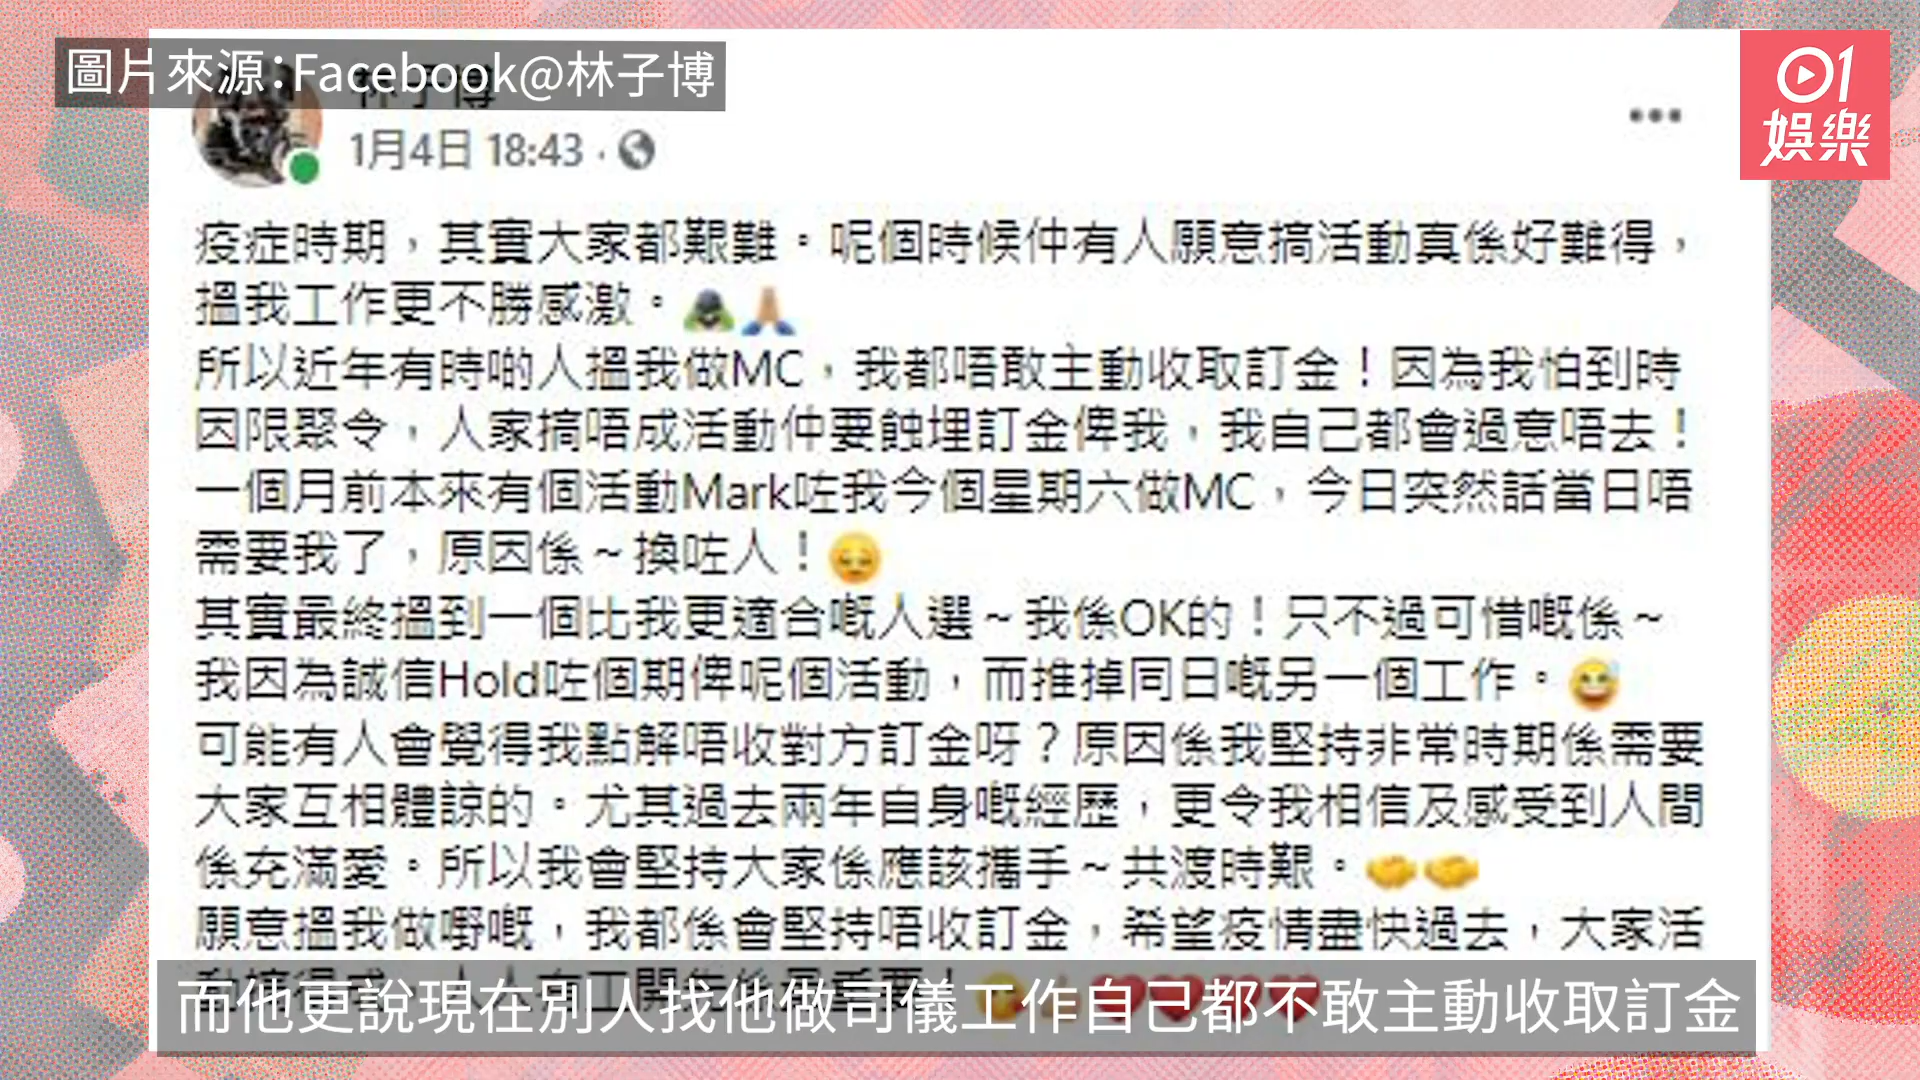 圖片來源:Facebook@林子博
01
娛樂
林子博
1月4日 18:43 ·
疫症時期，其實大家都艱難。呢個時候仲有人願意搞活動真係好難得，
搵我工作更不勝感激。
所以近年有時啲人搵我做MC，我都唔敢主動收取訂金！因為我怕到時
因限聚令，人家搞唔成活動仲要蝕埋訂金俾我，我自己都會過意唔去！
一個月前本來有個活動Mark咗我今個星期六做MC，今日突然話當日唔
需要我了，原因係～換咗人！
其實最終搵到一個比我更適合嘅人選～我係OK的！只不過可惜嘅係～
我因為誠信Hold咗個期俾呢個活動，而推掉同日嘅另一個工作。
可能有人會覺得我點解唔收對方訂金呀？原因係我堅持非常時期係需要
大家互相體諒的。尤其過去兩年自身嘅經歷，更令我相信及感受到人間
係充滿愛。所以我會堅持大家係應該攜手～共渡時艱。
願意搵我做嘢嘅，我都係會堅持唔收訂金，希望疫情盡快過去，大家活
而他更說現在別人找他做司儀工作自己都不敢主動收取訂金